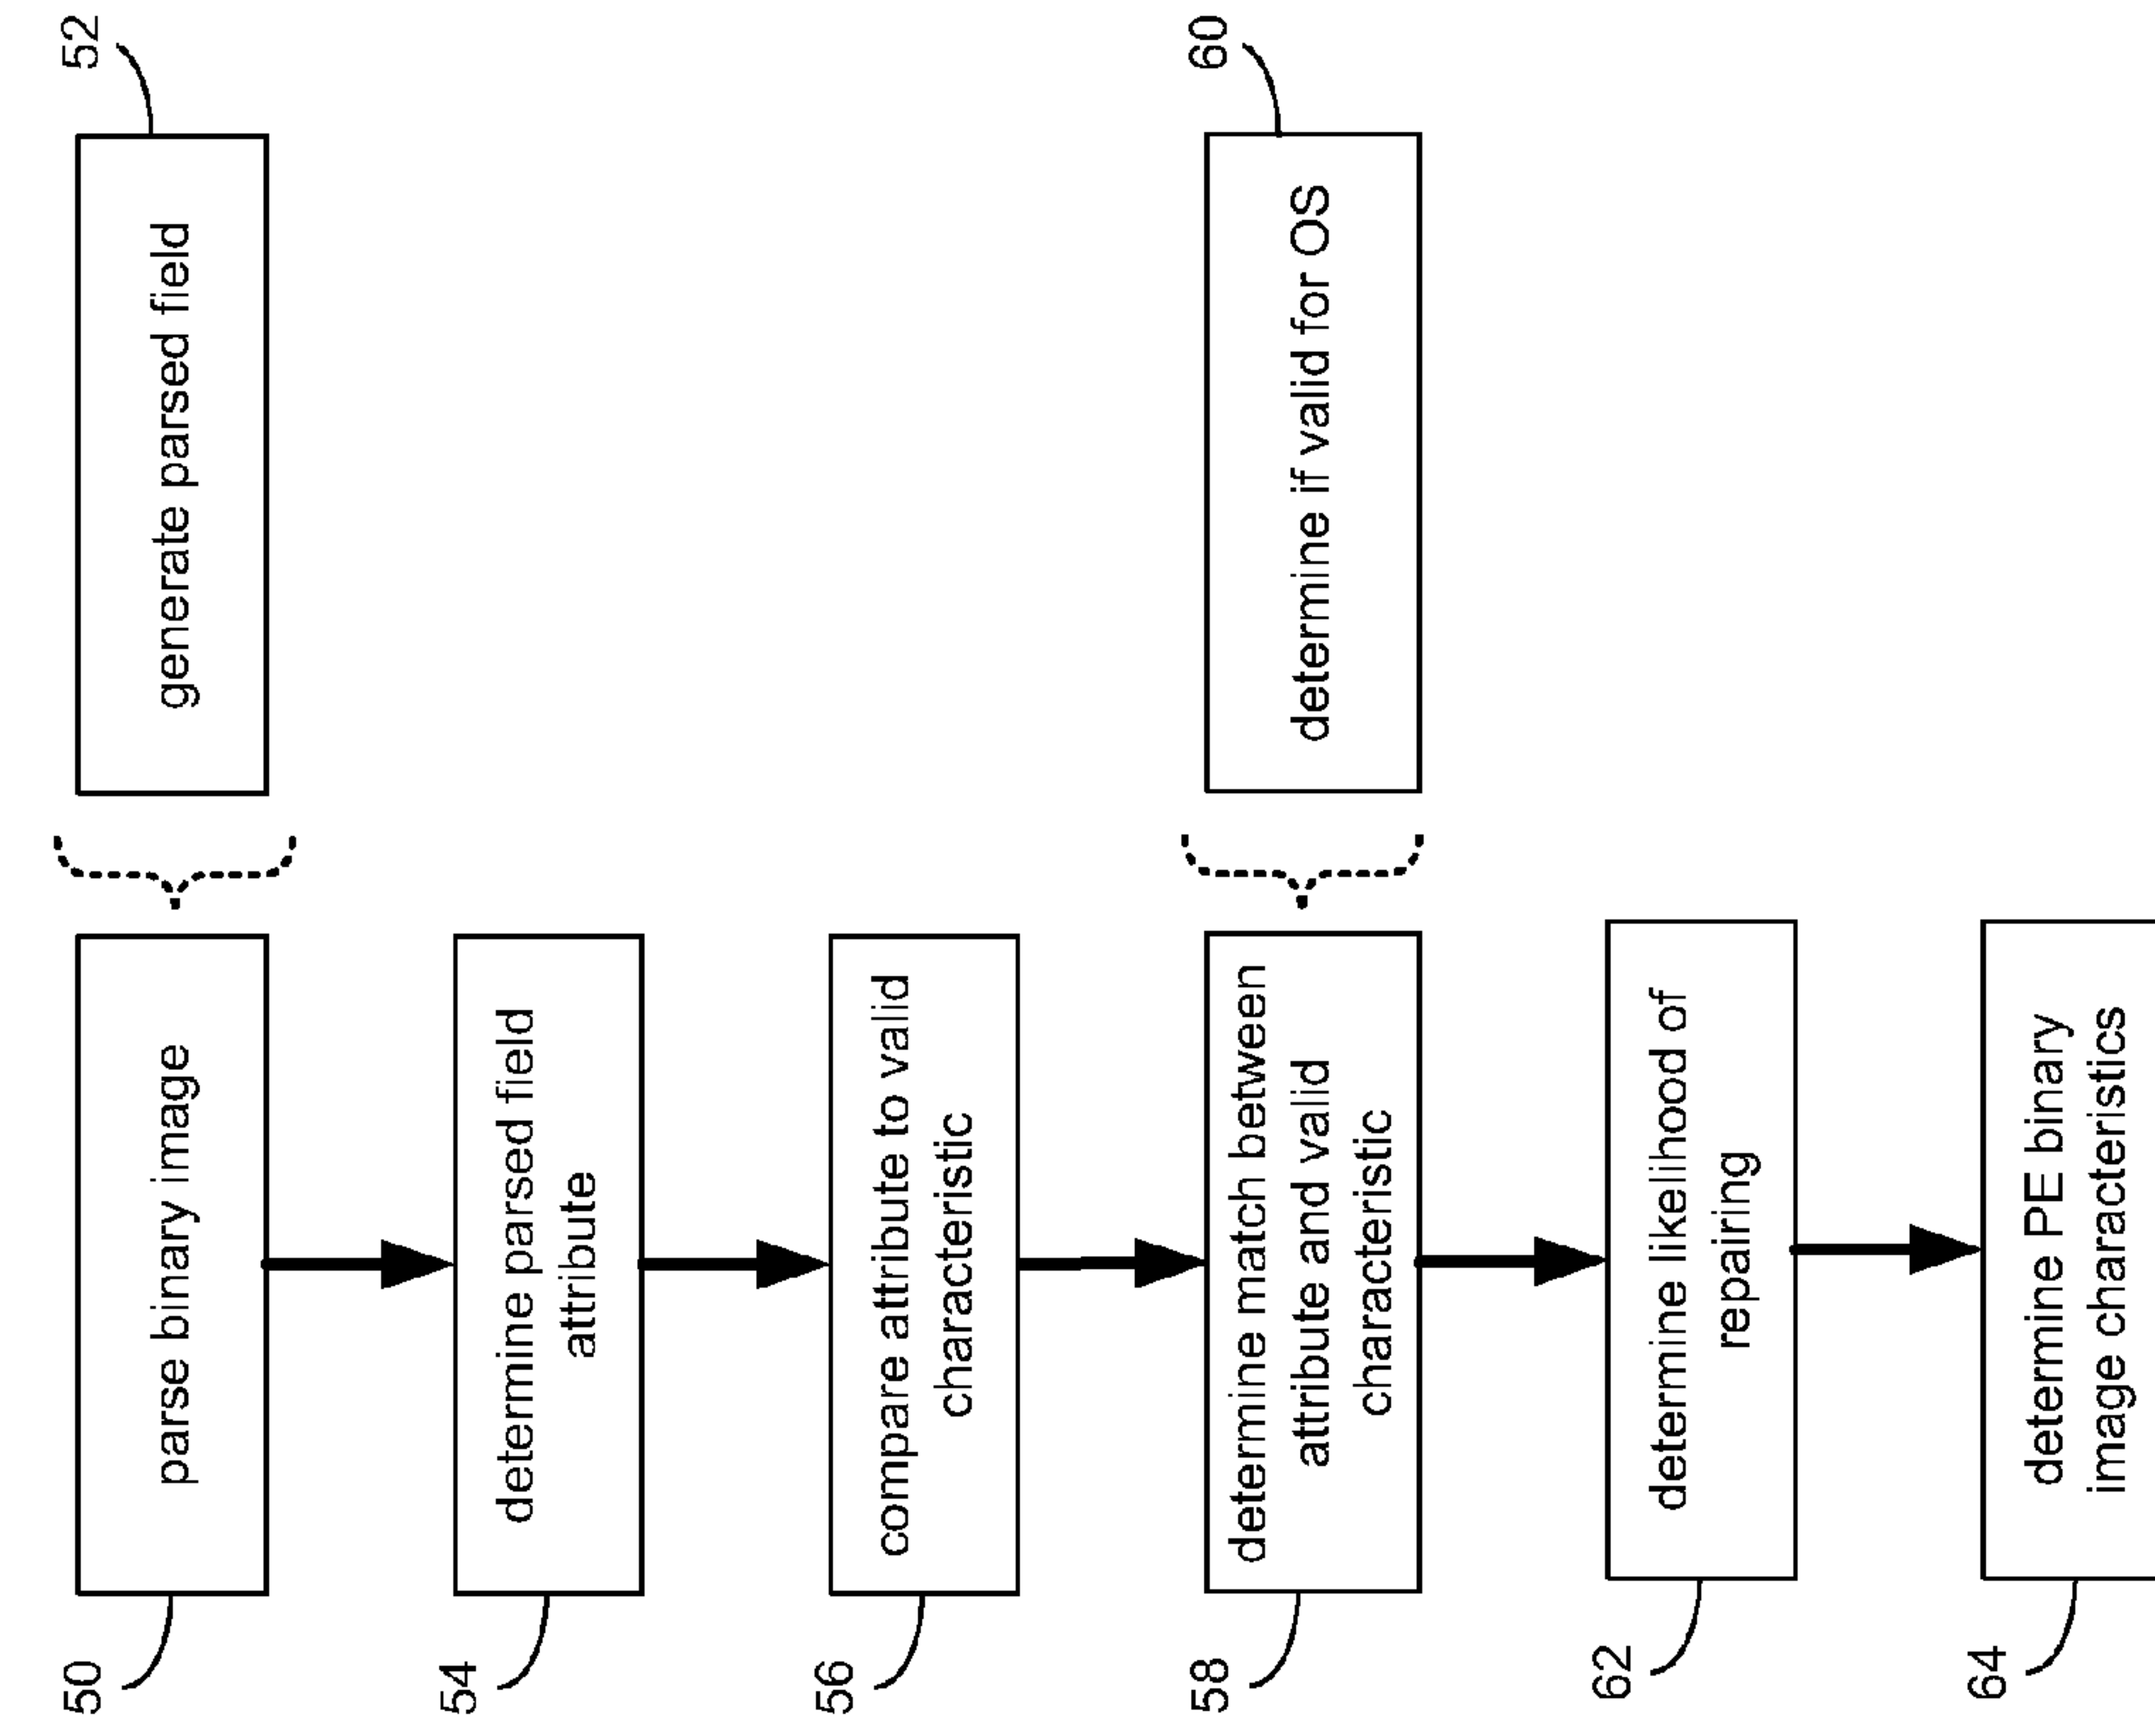 50
parse binary image
generate parsed field
52
54
determine parsed field
attribute
56
compare attribute to valid
characteristic
58
determine match between
attribute and valid
characteristic
determine if valid for OS
60
62
determine likelihood of
repairing
64
determine PE binary
image characteristics